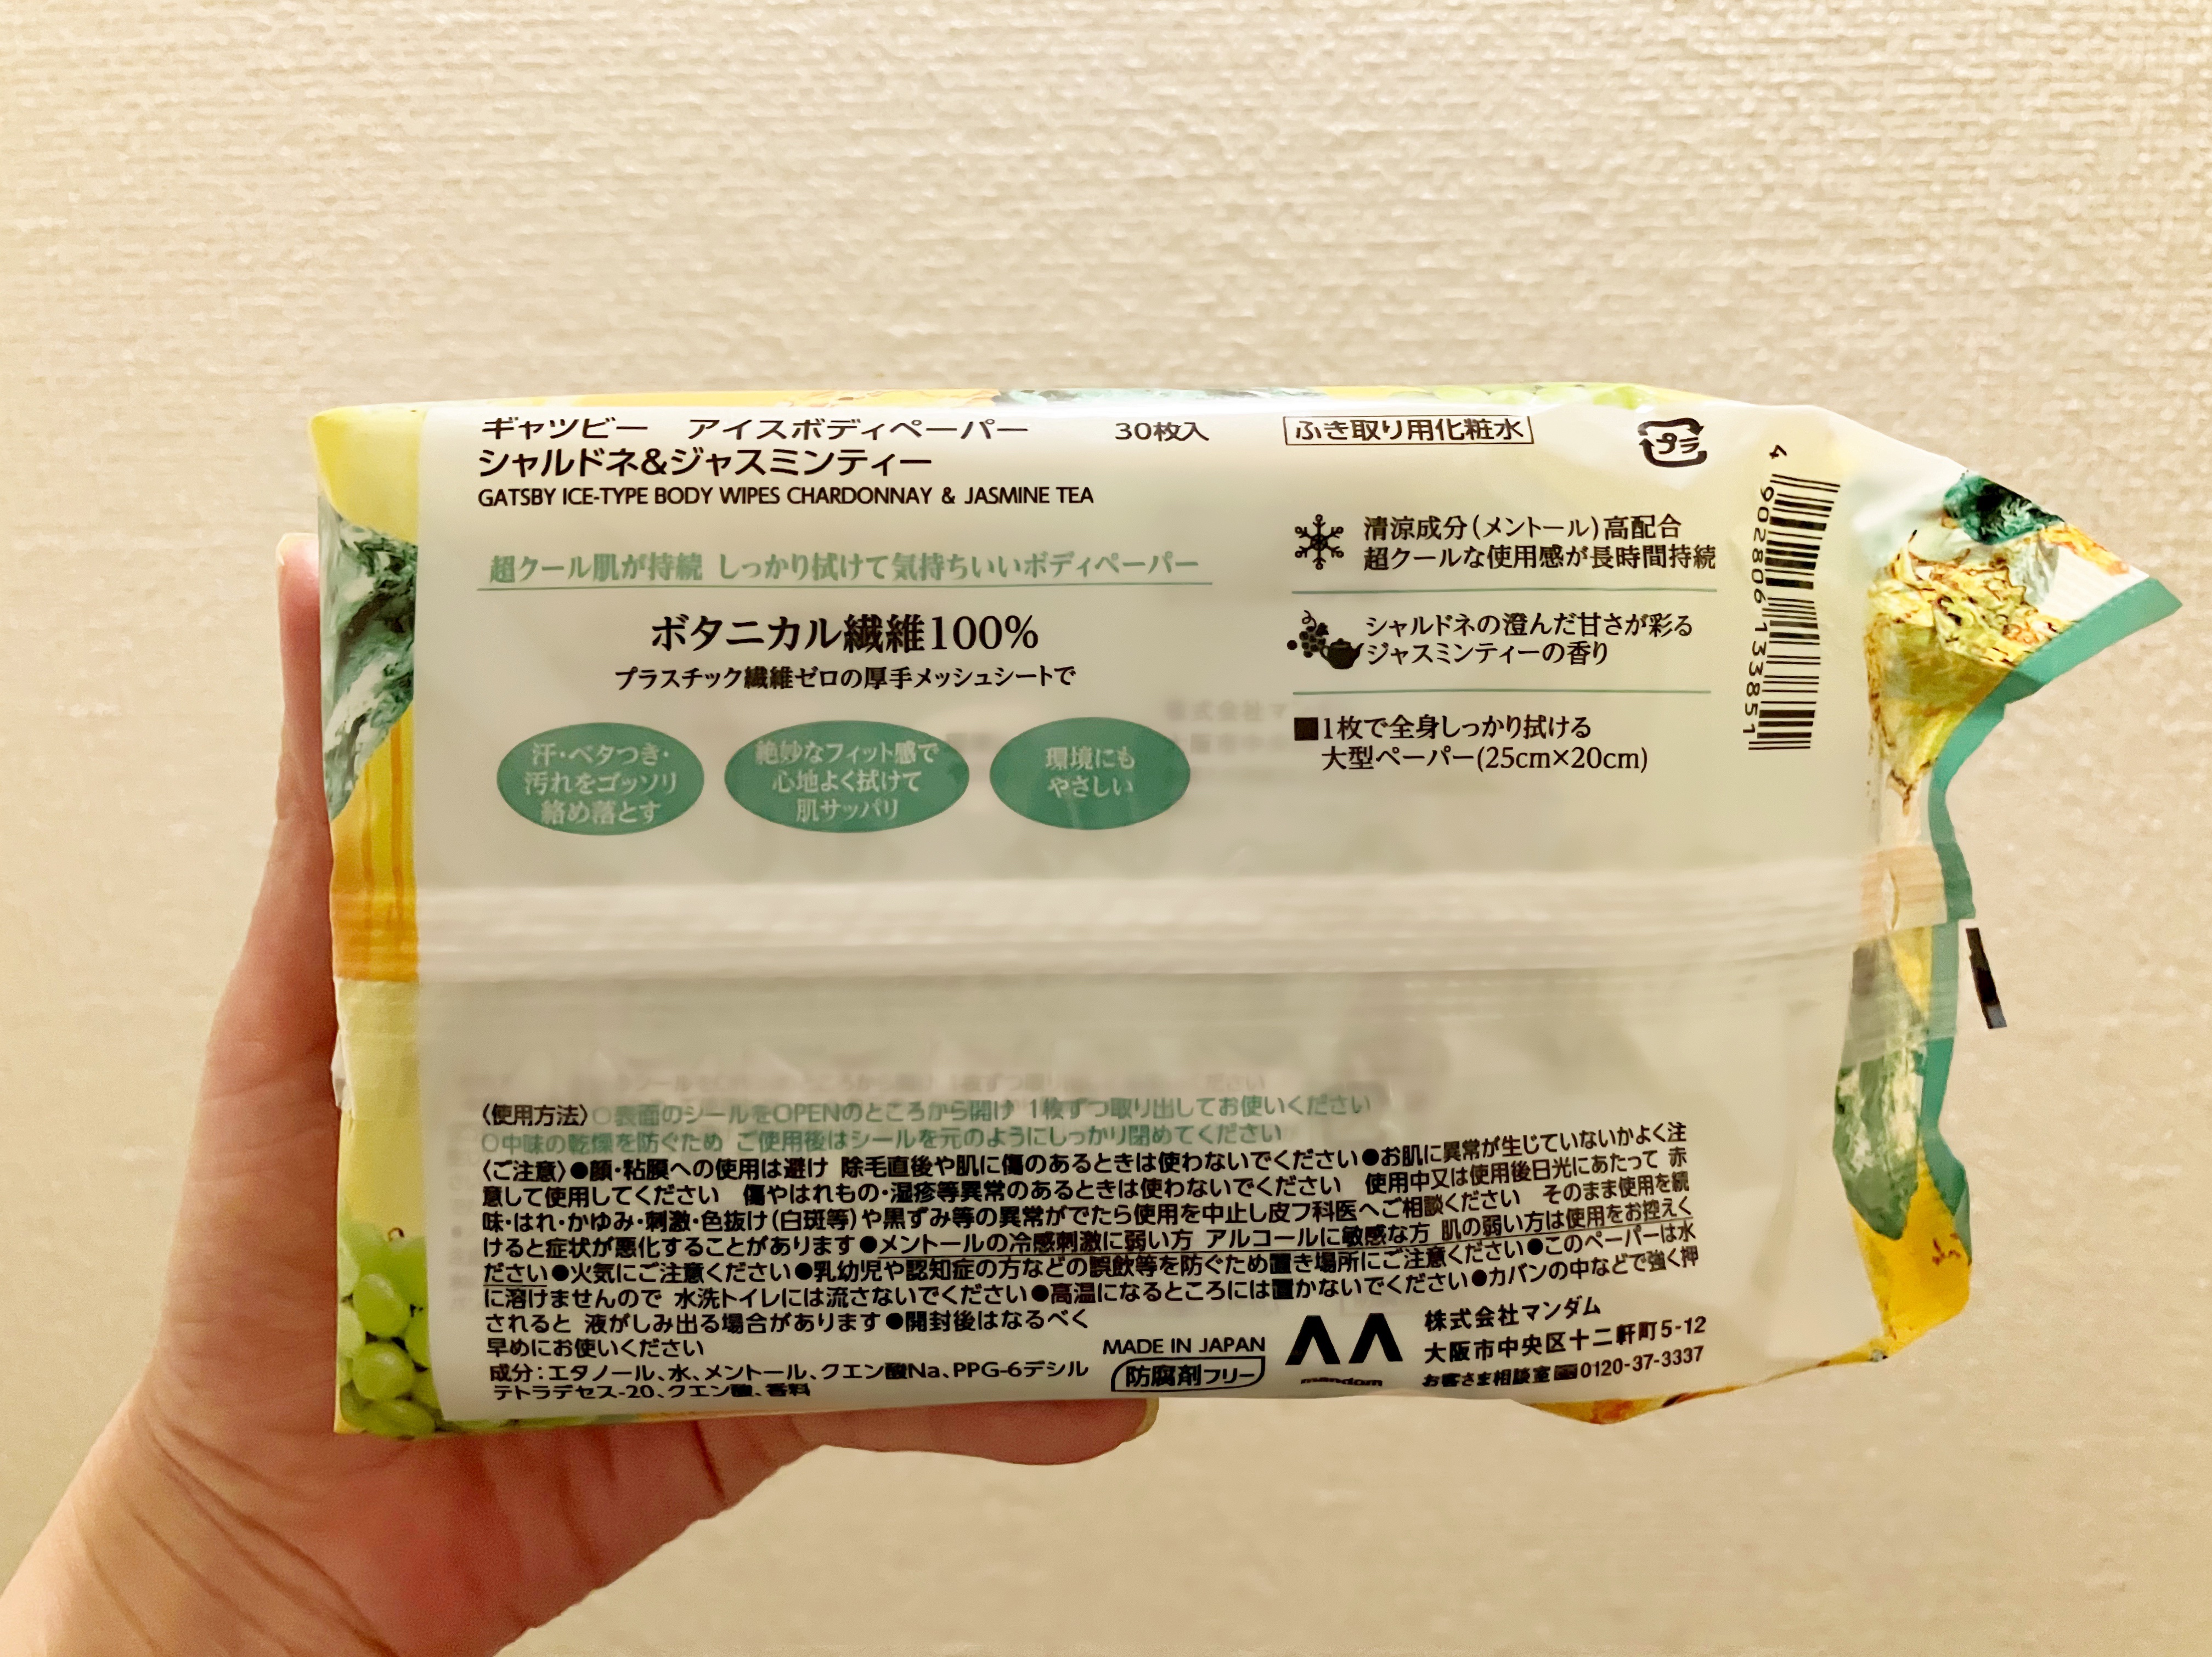 ギャツビー　アイスボディペーパー　30枚入
シャルドネ&ジャスミンティー
GATSBY ICE-TYPE BODY WIPES CHARDONNAY & JASMINE TEA
超クール肌が持続 しっかり拭けて気持ちいいボディペーパー
ボタニカル繊維100%
プラスチック繊維ゼロの厚手メッシュシートで
汗・ベタつき・
汚れをゴッソリ
絡め落とす
絶妙なフィット感で
心地よく拭けて
肌サッパリ
環境にも
やさしい
ふき取り用化粧水
プラ
清涼成分(メントール)高配合
超クールな使用感が長時間持続
シャルドネの澄んだ甘さが彩る
ジャスミンティーの香り
■1枚で全身しっかり拭ける
大型ペーパー(25cm×20cm)
4 902806 133851
〈使用方法〉○表面のシールをOPENのところから開け 1枚ずつ取り出してお使いください
○中味の乾燥を防ぐため ご使用後はシールを元のようにしっかり閉めてください
〈ご注意〉●顔・粘膜への使用は避け 除毛直後や肌に傷のあるときは使わないでください●お肌に異常が生じていないかよく注
意して使用してください　傷やはれもの・湿疹等異常のあるときは使わないでください　使用中又は使用後日光にあたって 赤
味・はれ・かゆみ・刺激・色抜け(白斑等)や黒ずみ等の異常がでたら使用を中止し皮フ科医へご相談ください　そのまま使用を続
けると症状が悪化することがあります●メントールの冷感刺激に弱い方 アルコールに敏感な方 肌の弱い方は使用をお控えく
ださい●火気にご注意ください●乳幼児や認知症の方などの誤飲等を防ぐため置き場所にご注意ください●このペーパーは水
に溶けませんので 水洗トイレには流さないでください●高温になるところには置かないでください●カバンの中などで強く押
されると 液がしみ出る場合があります●開封後はなるべく
早めにお使いください
成分：エタノール、水、メントール、クエン酸Na、PPG-6デシル
テトラデセス-20、クエン酸、香料
MADE IN JAPAN
防腐剤フリー
mandom
株式会社マンダム
大阪市中央区十二軒町5-12
お客さま相談室 0120-37-3337